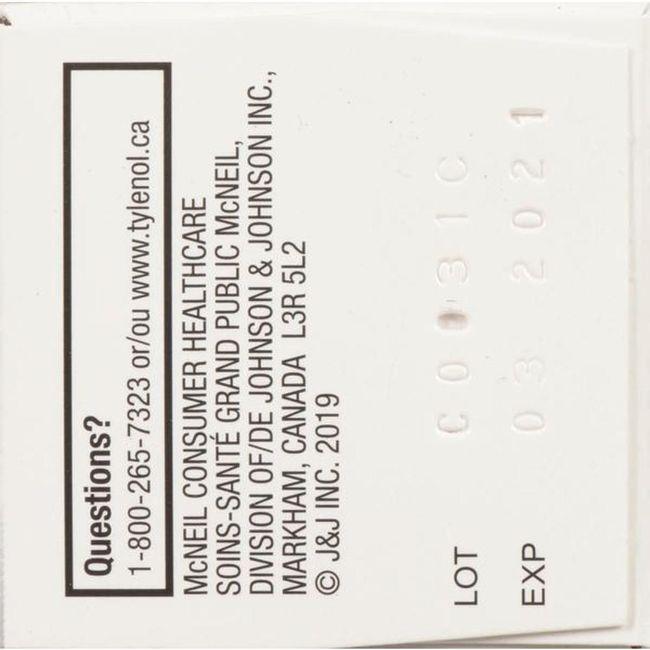 Questions?
1-800-265-7323 or/ou www.tylenol.ca
McNEIL CONSUMER HEALTHCARE
SOINS-SANTÉ GRAND PUBLIC McNEIL,
DIVISION OF/DE JOHNSON & JOHNSON INC.,
MARKHAM, CANADA L3R 5L2
© J&J INC. 2019
LOT
EXP 03 2021